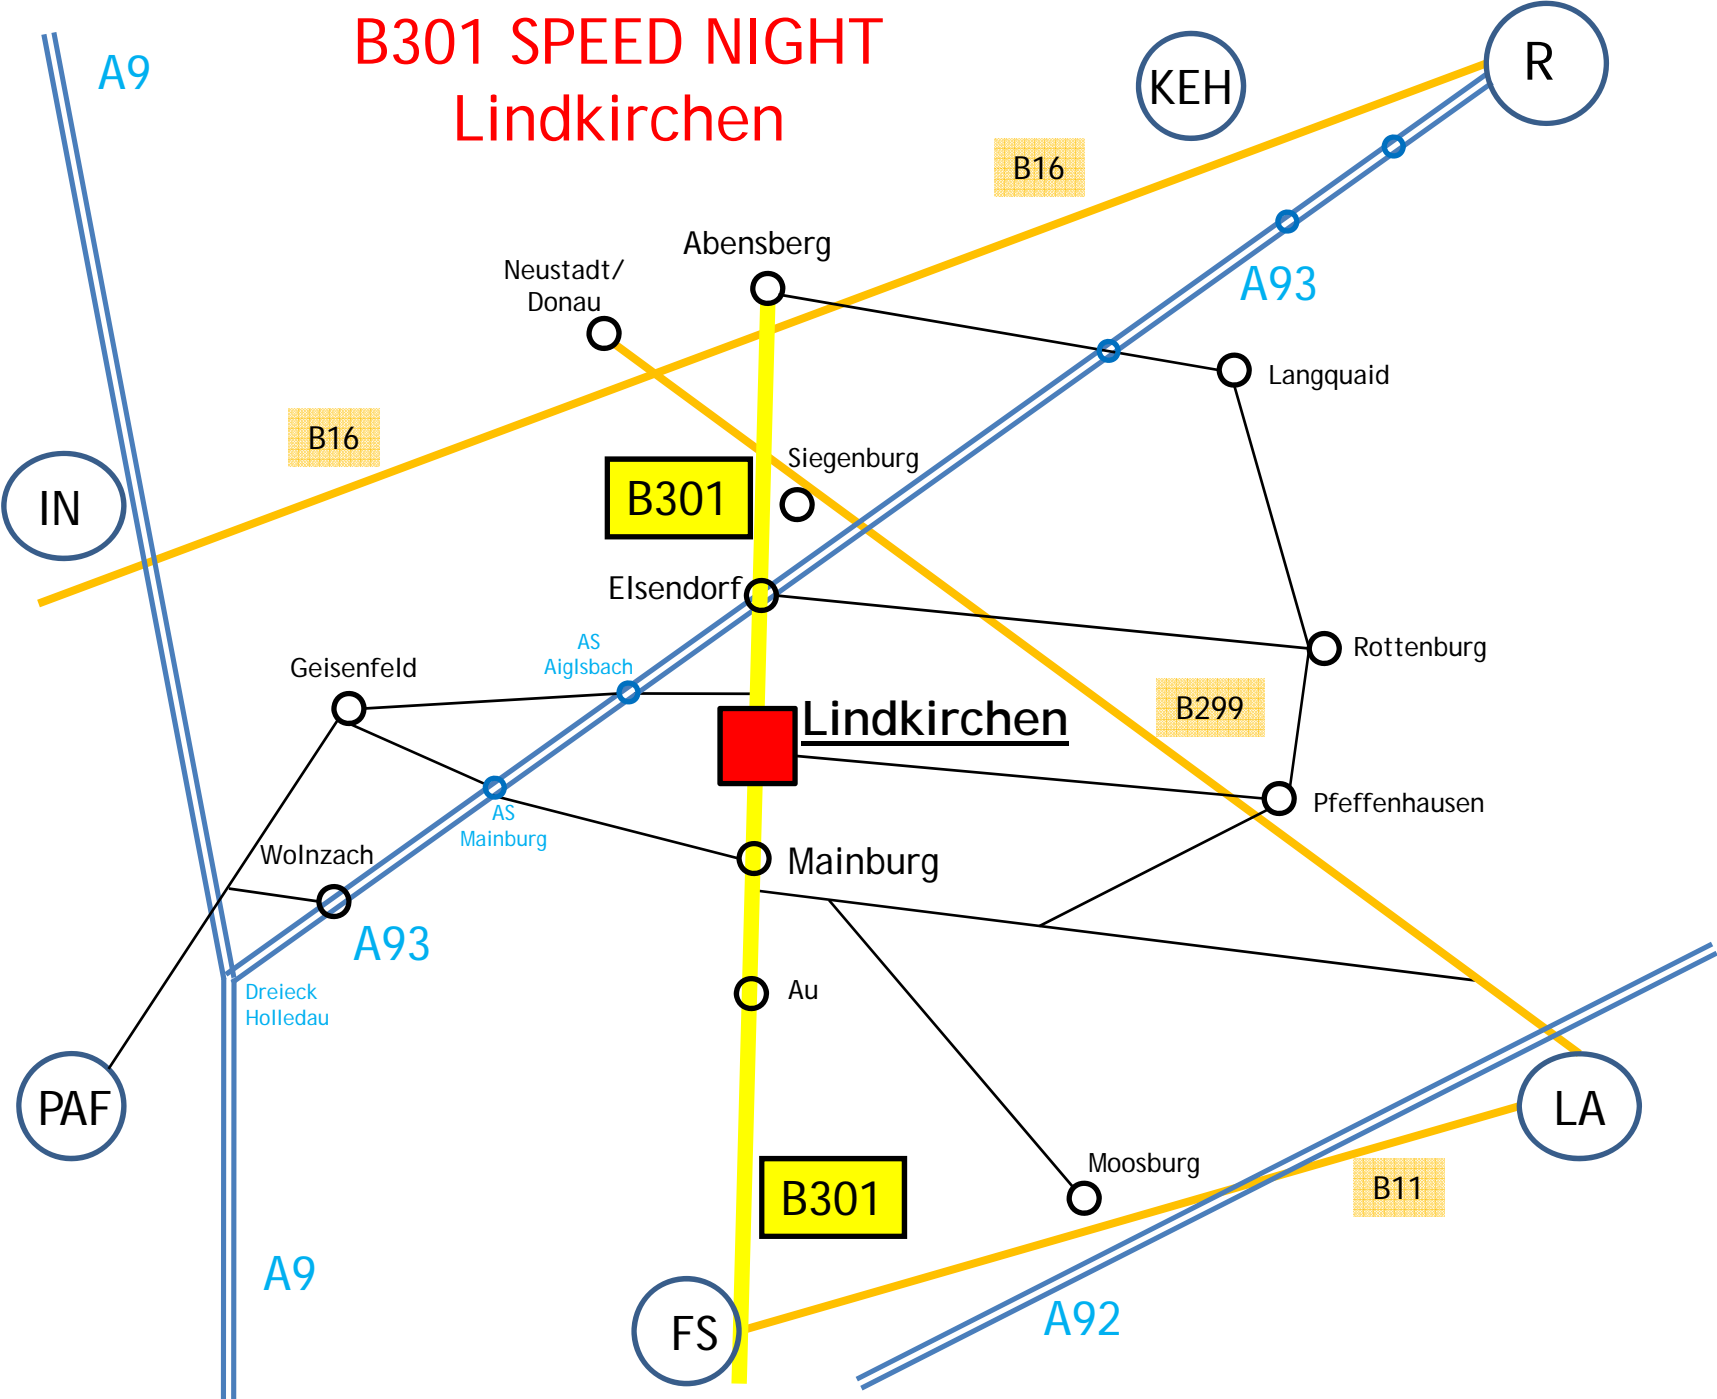 B301 SPEED NIGHT
Lindkirchen
A9
R
KEH
B16
Abensberg
Neustadt/
Donau
A93
Langquaid
B16
Siegenburg
IN
B301
Elsendorf
AS
Aiglsbach
Rottenburg
Geisenfeld
Lindkirchen
B299
Pfeffenhausen
AS
Mainburg
Wolnzach
Mainburg
A93
Dreieck
Holledau
Au
PAF
LA
Moosburg
B11
B301
A9
A92
FS